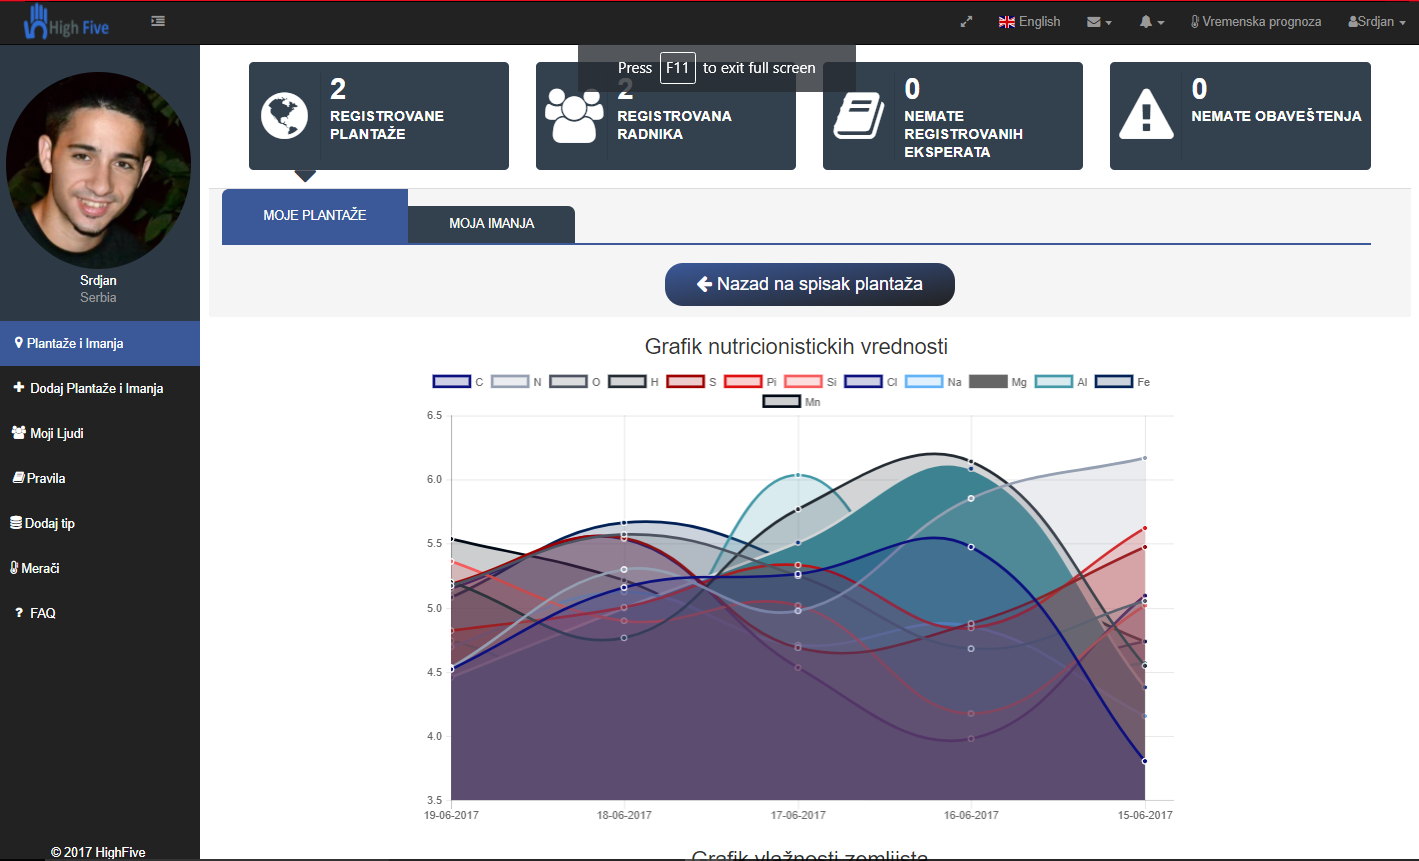 High Five
English
Vremenska prognoza
Srdjan
Press F11 to exit full screen
2
REGISTROVANE
PLANTAŽE
2
REGISTROVANA
RADNIKA
0
NEMATE
REGISTROVANIH
EKSPERATA
0
NEMATE OBAVEŠTENJA
Srdjan
Serbia
Plantaže i Imanja
Dodaj Plantaže i Imanja
Moji Ljudi
Pravila
Dodaj tip
Merači
? FAQ
© 2017 HighFive
MOJE PLANTAŽE
MOJA IMANJA
Nazad na spisak plantaža
Grafik nutricionistickih vrednosti
C N O H S Pi Si Cl Na Mg Al Fe
Mn
6.5
6.0
5.5
5.0
4.5
4.0
3.5
19-06-2017 18-06-2017 17-06-2017 16-06-2017 15-06-2017
Grafik vlažnosti zemljista